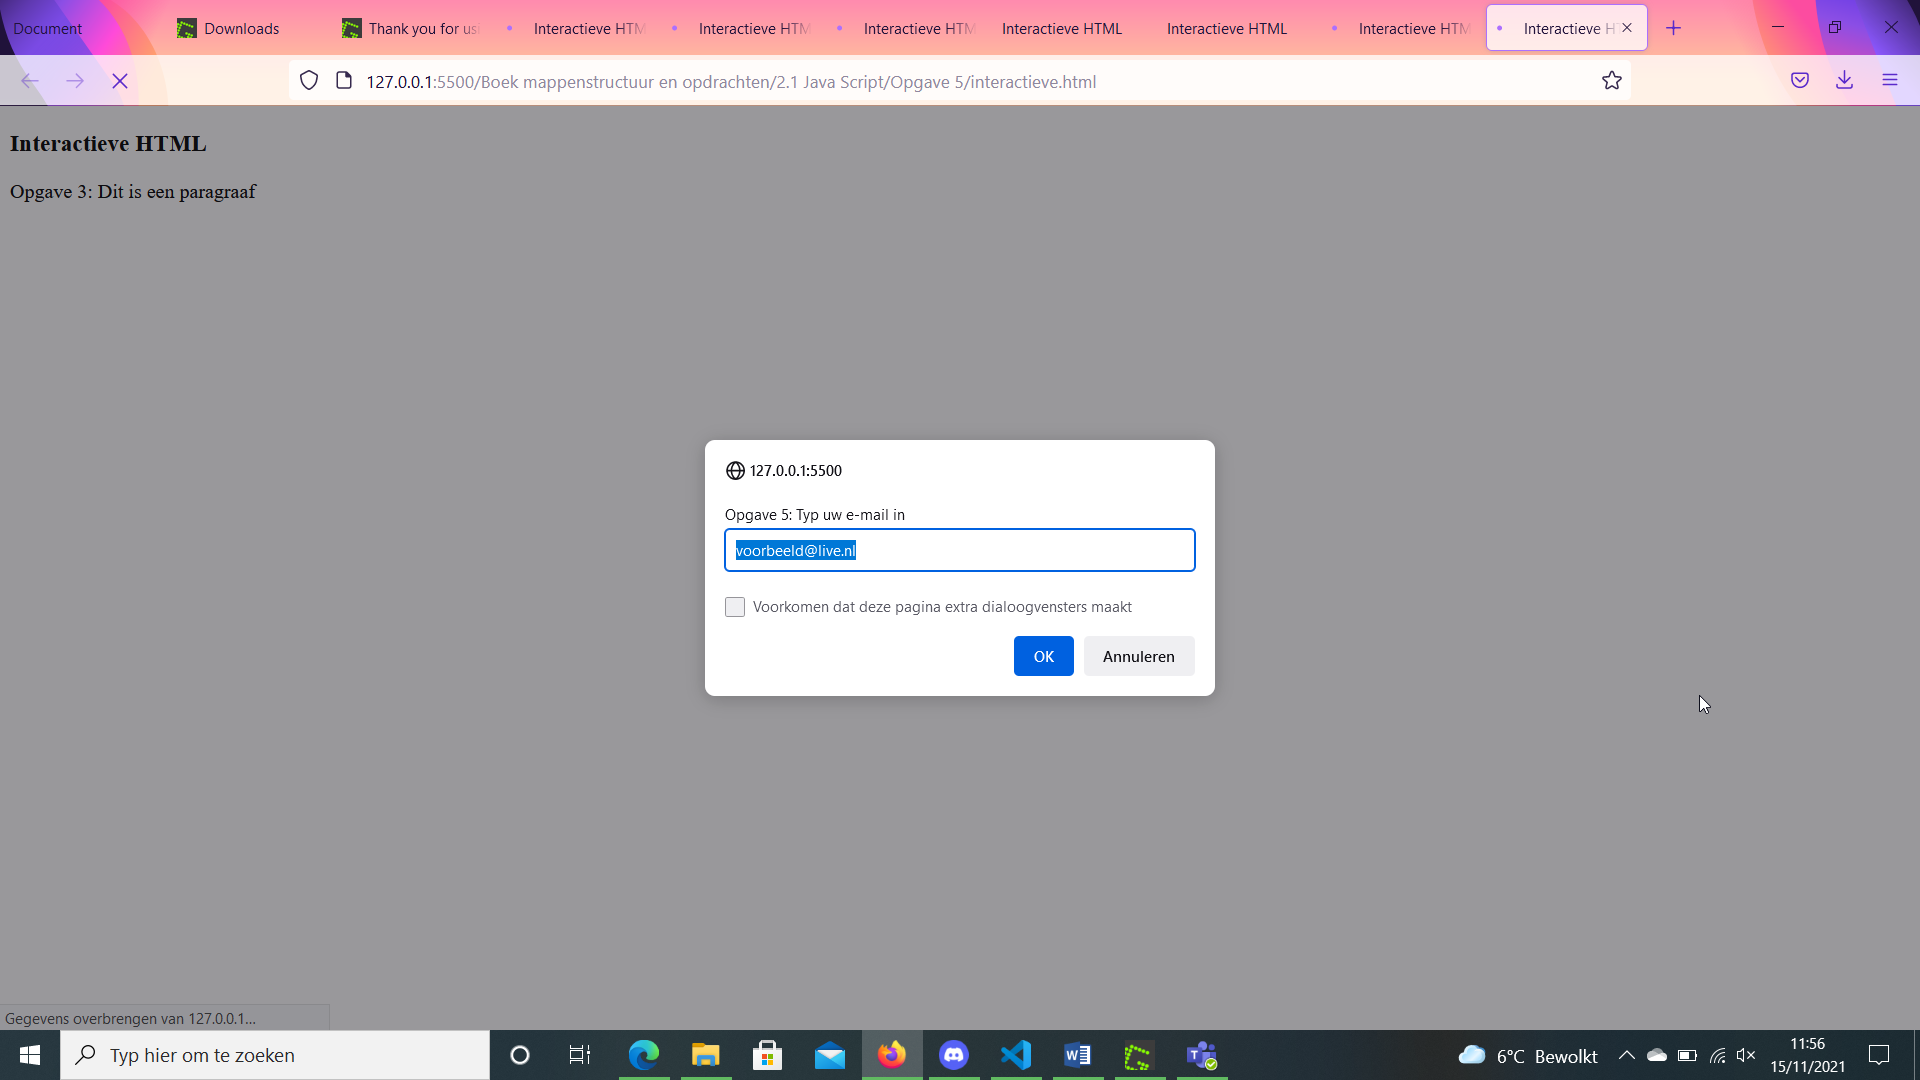 Document
Downloads
Thank you for usi
Interactieve HTM
Interactieve HTM
Interactieve HTM
Interactieve HTML
Interactieve HTML
Interactieve HTM
Interactieve H
127.0.0.1:5500/Boek mappenstructuur en opdrachten/2.1 Java Script/Opgave 5/interactieve.html
Interactieve HTML
Opgave 3: Dit is een paragraaf
127.0.0.1:5500
Opgave 5: Typ uw e-mail in
voorbeeld@live.nl
Voorkomen dat deze pagina extra dialoogvensters maakt
OK
Annuleren
Gegevens overbrengen van 127.0.0.1...
Typ hier om te zoeken
6°C Bewolkt
11:56
15/11/2021